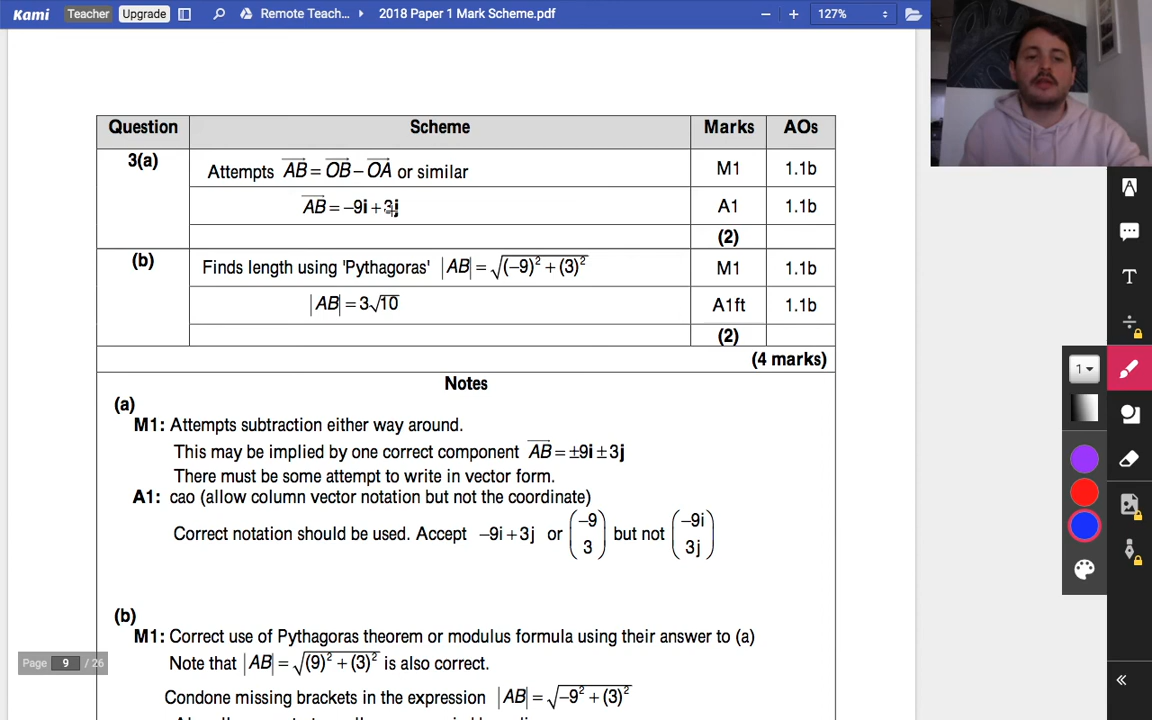 Kami Teacher Upgrade Remote Teach... 2018 Paper 1 Mark Scheme.pdf − + 127%
Question Scheme Marks AOs
3(a) Attempts AB = OB − OA or similar M1 1.1b
AB = −9i + 3j A1 1.1b
(2)
(b) Finds length using 'Pythagoras' |AB| = √(−9)² + (3)² M1 1.1b
|AB| = 3√10 A1ft 1.1b
(2)
(4 marks)
Notes
(a)
M1: Attempts subtraction either way around.
This may be implied by one correct component AB = ±9i ± 3j
There must be some attempt to write in vector form.
A1: cao (allow column vector notation but not the coordinate)
Correct notation should be used. Accept −9i + 3j or (−9 3) but not (−9i 3j)
(b)
M1: Correct use of Pythagoras theorem or modulus formula using their answer to (a)
Note that |AB| = √(9)² + (3)² is also correct.
Condone missing brackets in the expression |AB| = √−9² + (3)²
Page 9 / 26
T
1